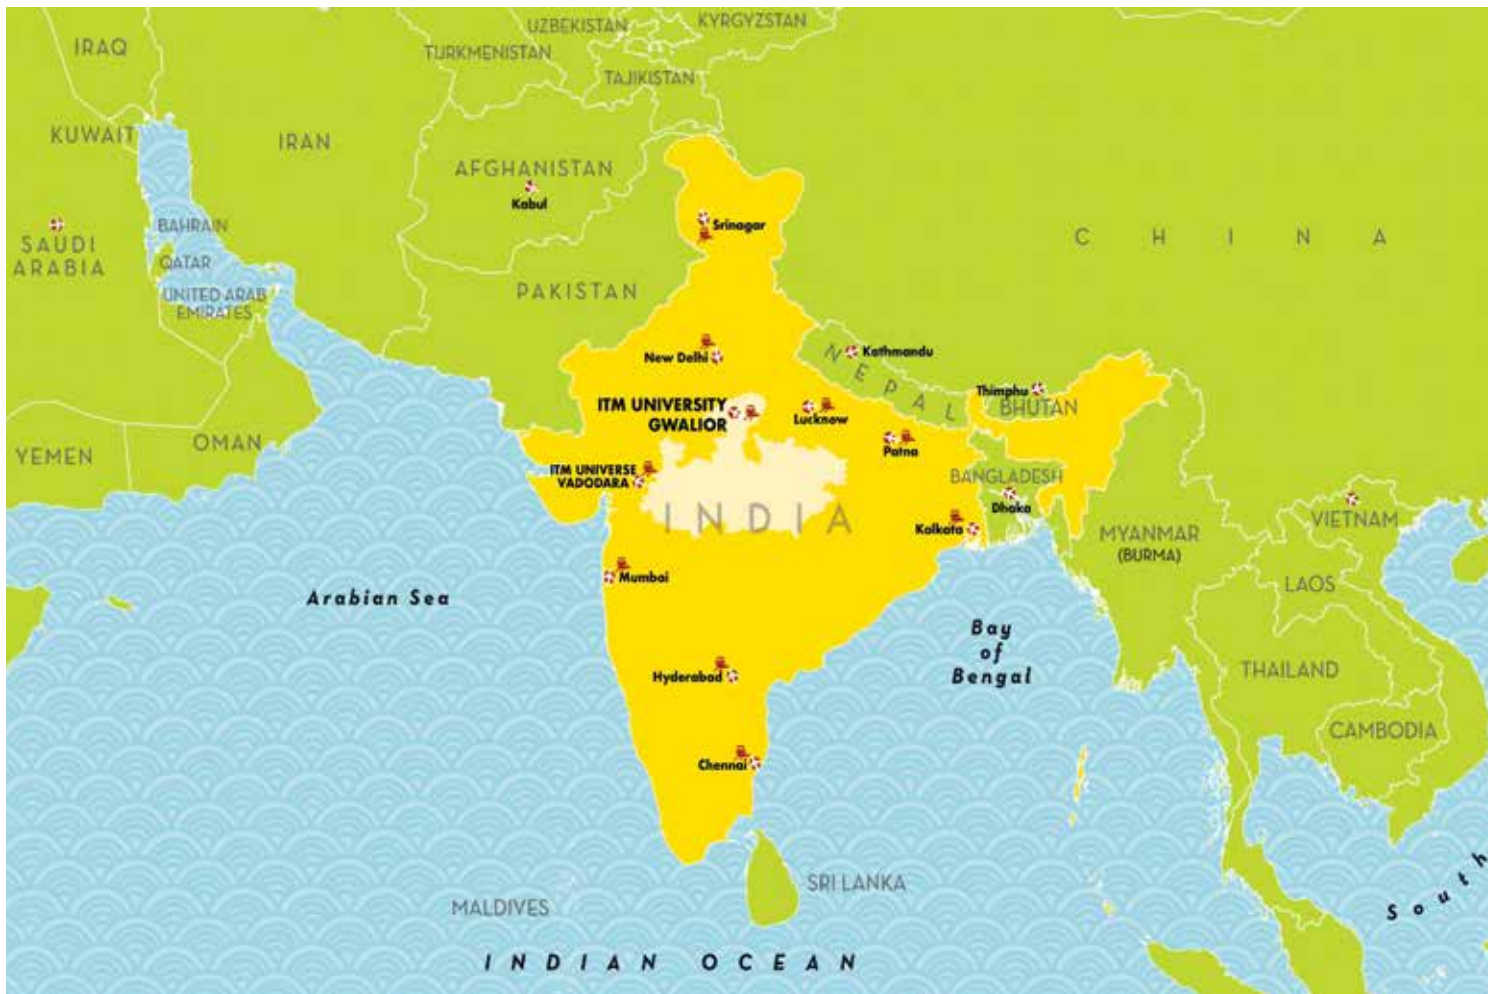 UZBEKISTAN
KYRGYZSTAN
IRAQ
TURKMENISTAN
TAJIKISTAN
KUWAIT
IRAN
AFGHANISTAN
Kabul
Srinagar
BAHRAIN
SAUDI
ARABIA
QATAR
CHINA
PAKISTAN
UNITED ARAB
EMIRATES
New Delhi
NEPAL
Kathmandu
Thimphu
BHUTAN
ITM UNIVERSITY
GWALIOR
Lucknow
Patna
OMAN
YEMEN
ITM UNIVERSE
VADODARA
BANGLADESH
Dhaka
INDIA
Kolkata
VIETNAM
MYANMAR
(BURMA)
LAOS
Mumbai
Arabian Sea
Bay
of
Bengal
Hyderabad
THAILAND
CAMBODIA
Chennai
SRI LANKA
MALDIVES
South
INDIAN OCEAN